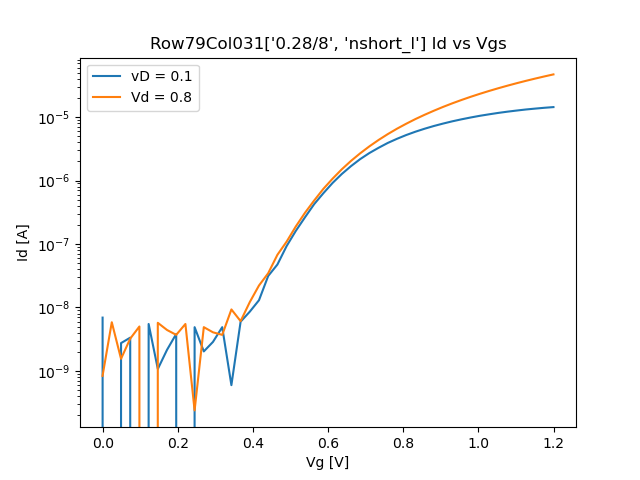 Row79Col031['0.28/8', 'nshort_l'] Id vs Vgs
vD = 0.1
Vd = 0.8
Id [A]
10⁻⁵
10⁻⁶
10⁻⁷
10⁻⁸
10⁻⁹
0.0 0.2 0.4 0.6 0.8 1.0 1.2
Vg [V]